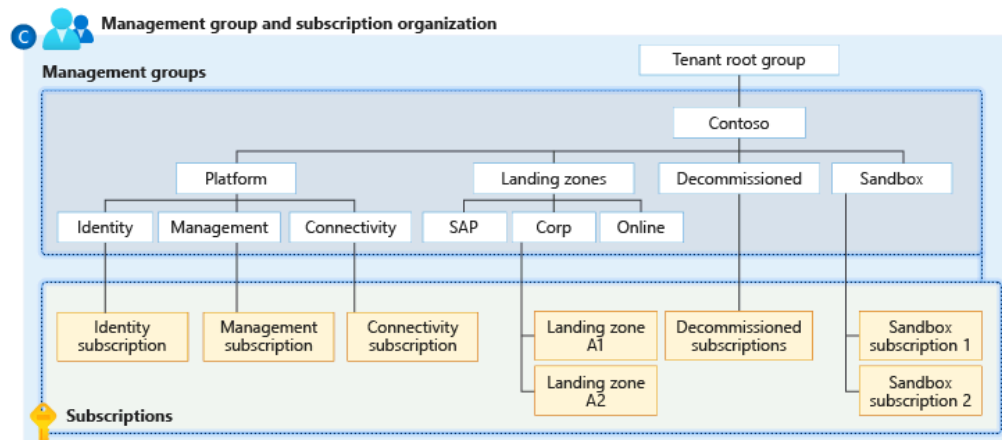 Management group and subscription organization
C
Management groups
Tenant root group
Contoso
Platform
Landing zones
Decommissioned
Sandbox
Identity
Management
Connectivity
SAP
Corp
Online
Identity
subscription
Management
subscription
Connectivity
subscription
Landing zone
A1
Decommissioned
subscriptions
Sandbox
subscription 1
Landing zone
A2
Sandbox
subscription 2
Subscriptions